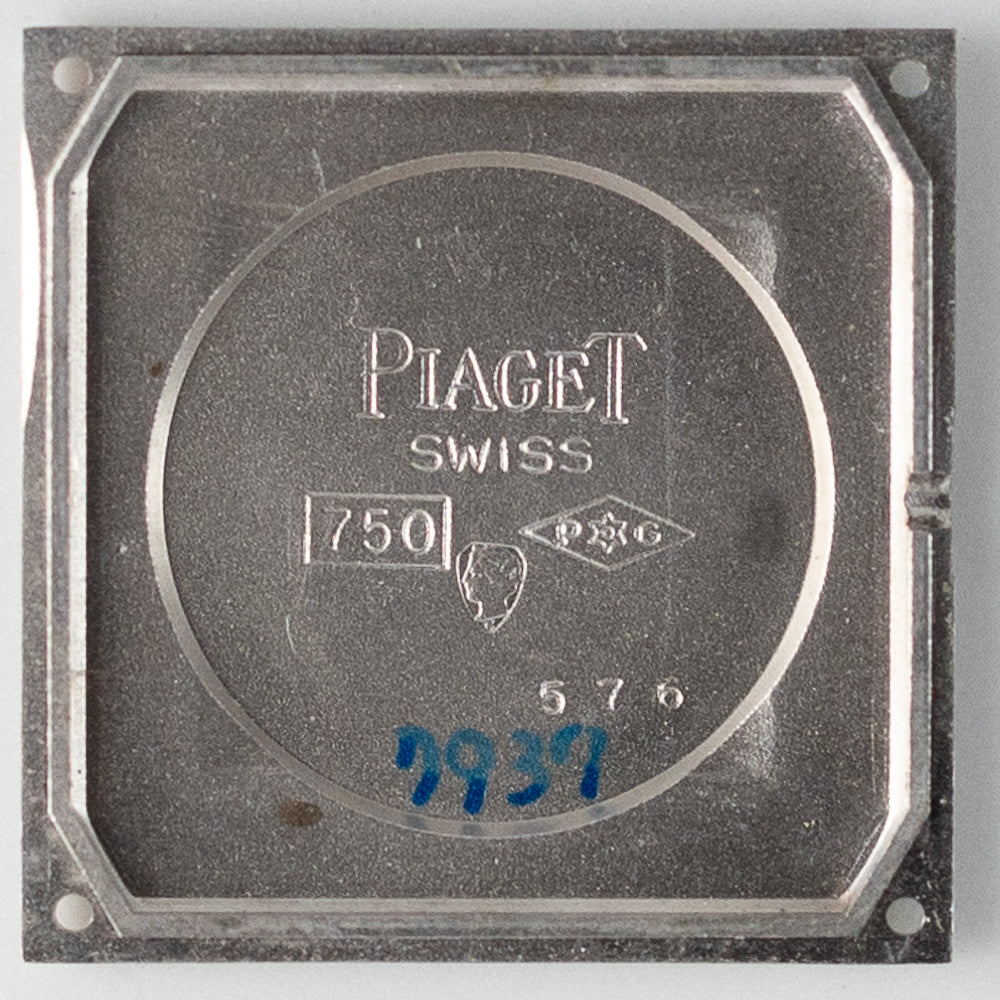 PIAGET
SWISS
750 P G
576
7937